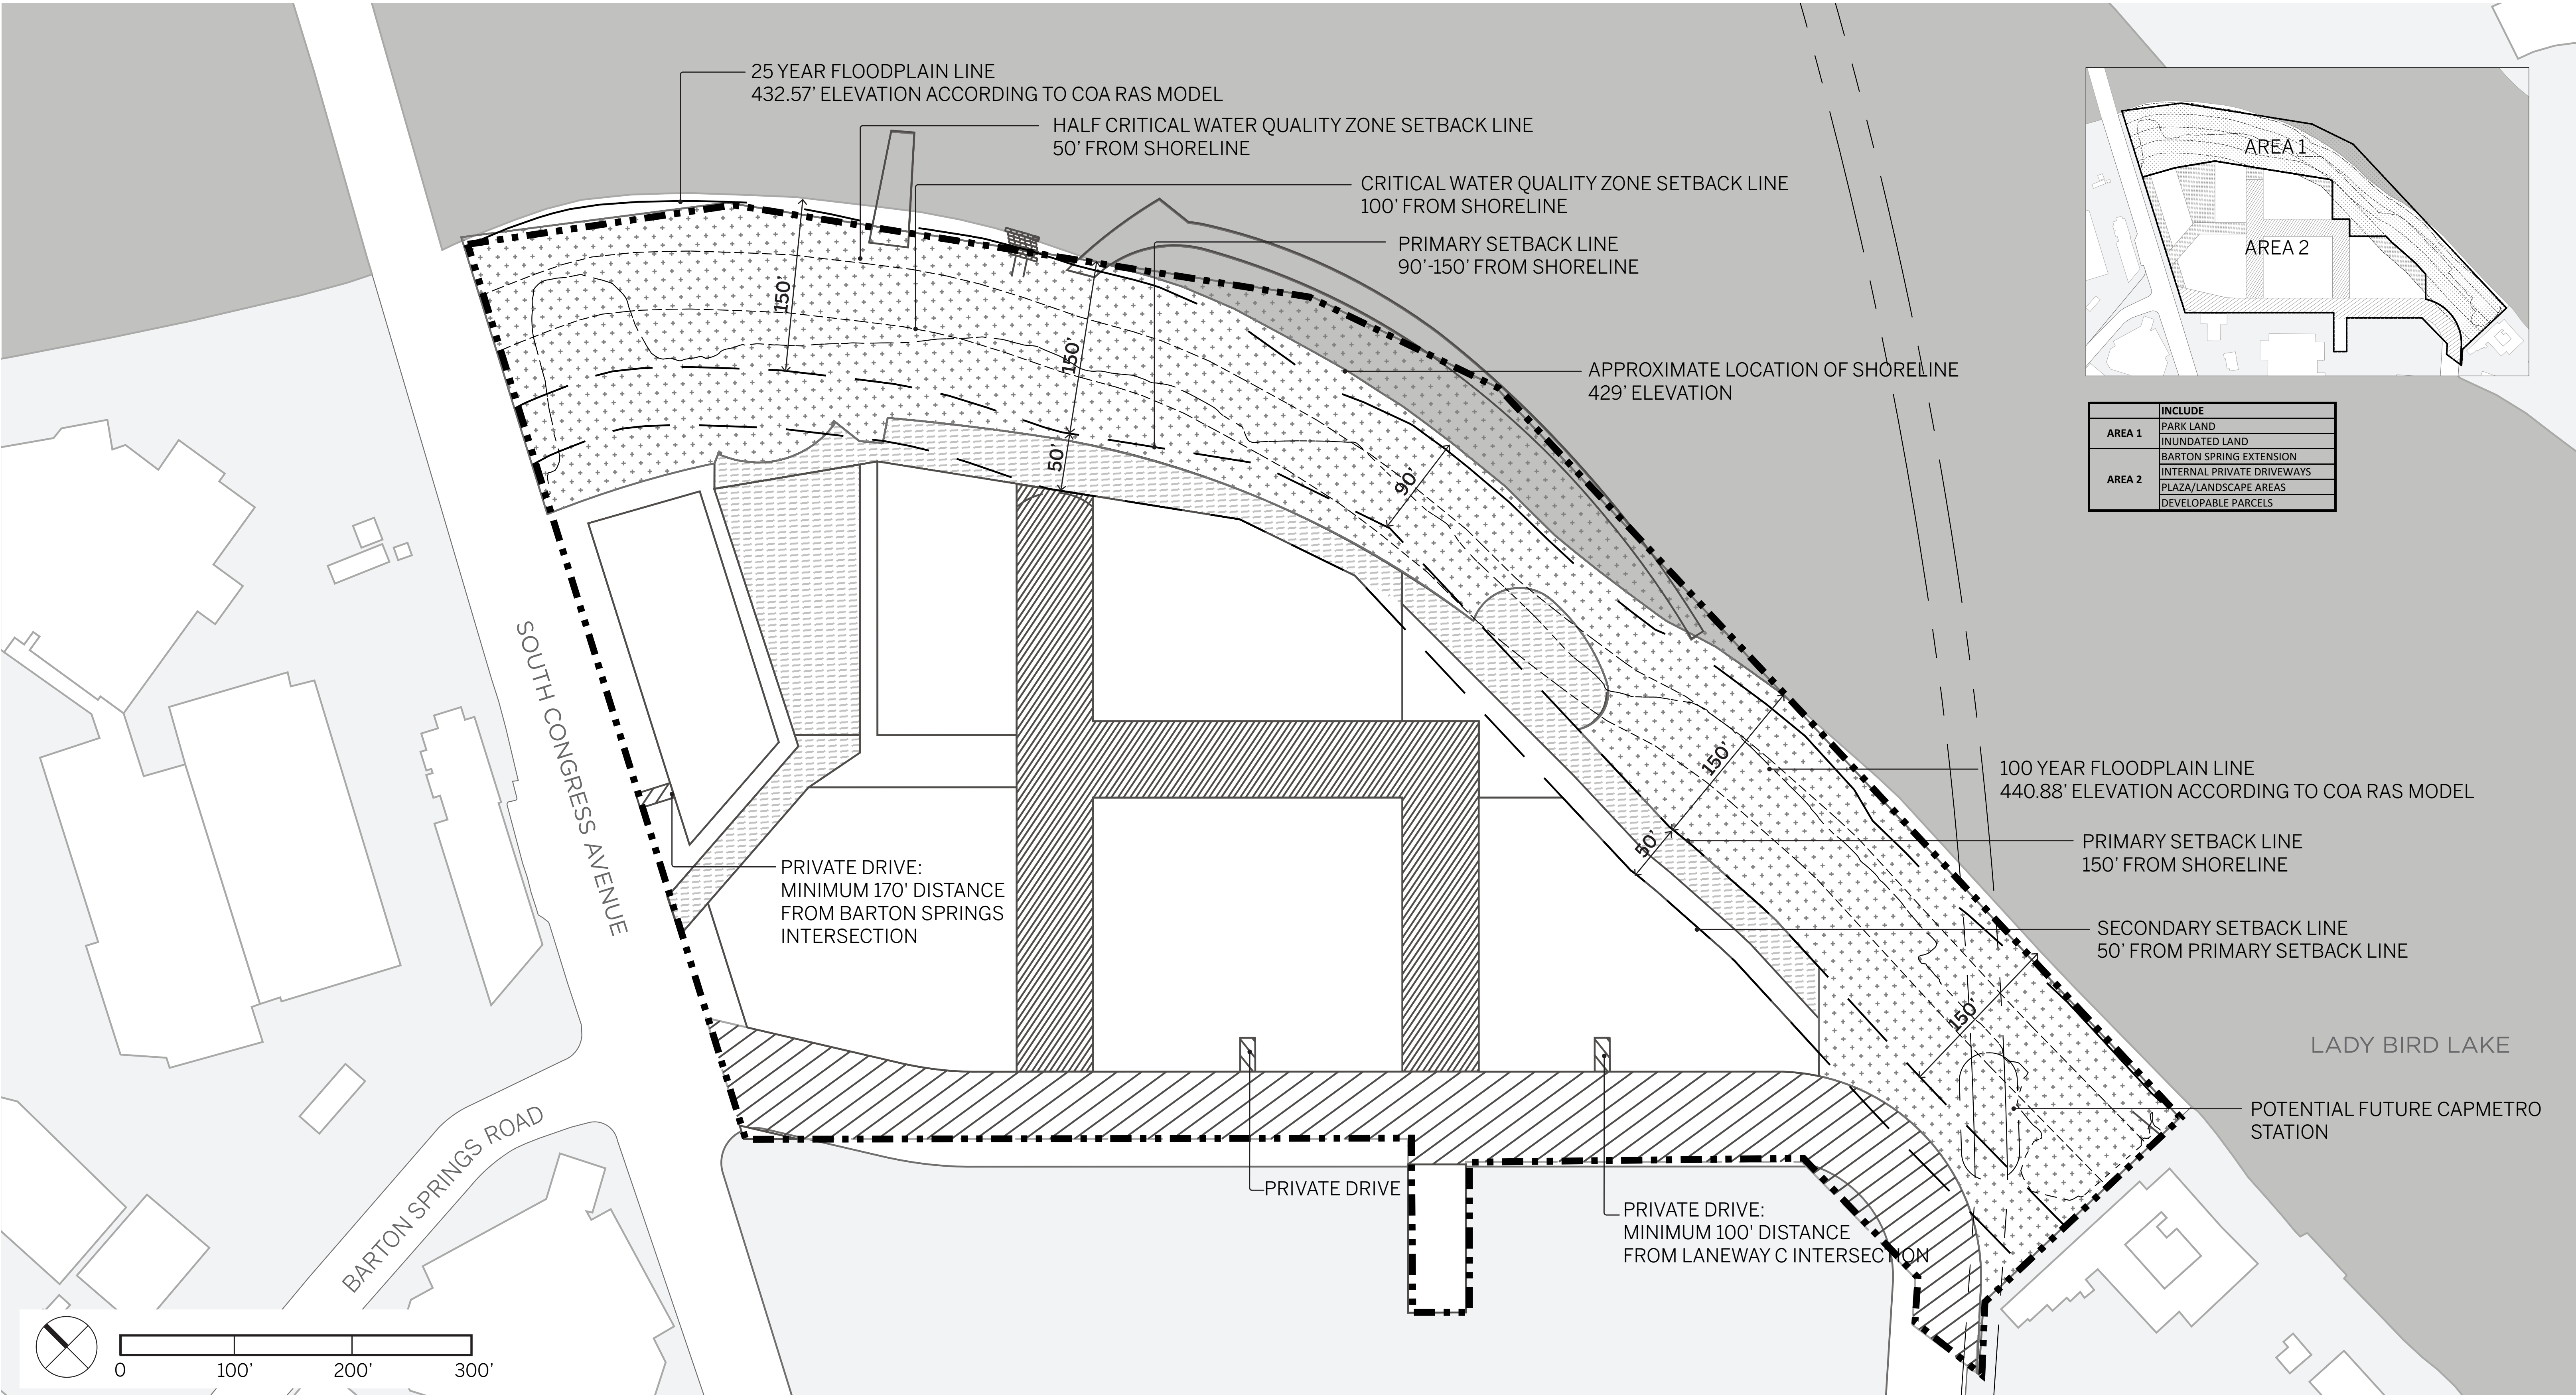 25 YEAR FLOODPLAIN LINE
432.57' ELEVATION ACCORDING TO COA RAS MODEL
HALF CRITICAL WATER QUALITY ZONE SETBACK LINE
50' FROM SHORELINE
CRITICAL WATER QUALITY ZONE SETBACK LINE
100' FROM SHORELINE
PRIMARY SETBACK LINE
90'-150' FROM SHORELINE
APPROXIMATE LOCATION OF SHORELINE
429' ELEVATION
AREA 1
AREA 2
INCLUDE
AREA 1
PARK LAND
INUNDATED LAND
AREA 2
BARTON SPRING EXTENSION
INTERNAL PRIVATE DRIVEWAYS
PLAZA/LANDSCAPE AREAS
DEVELOPABLE PARCELS
150'
150'
50'
90'
150'
50'
150'
100 YEAR FLOODPLAIN LINE
440.88' ELEVATION ACCORDING TO COA RAS MODEL
PRIMARY SETBACK LINE
150' FROM SHORELINE
SECONDARY SETBACK LINE
50' FROM PRIMARY SETBACK LINE
LADY BIRD LAKE
POTENTIAL FUTURE CAPMETRO
STATION
SOUTH CONGRESS AVENUE
PRIVATE DRIVE:
MINIMUM 170' DISTANCE
FROM BARTON SPRINGS
INTERSECTION
BARTON SPRINGS ROAD
PRIVATE DRIVE
PRIVATE DRIVE:
MINIMUM 100' DISTANCE
FROM LANEWAY C INTERSECTION
0 100' 200' 300'